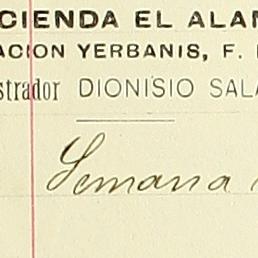 CIENDA EL ALAM
ACION YERBANIS, F.
strador DIONISIO SALA
Semana